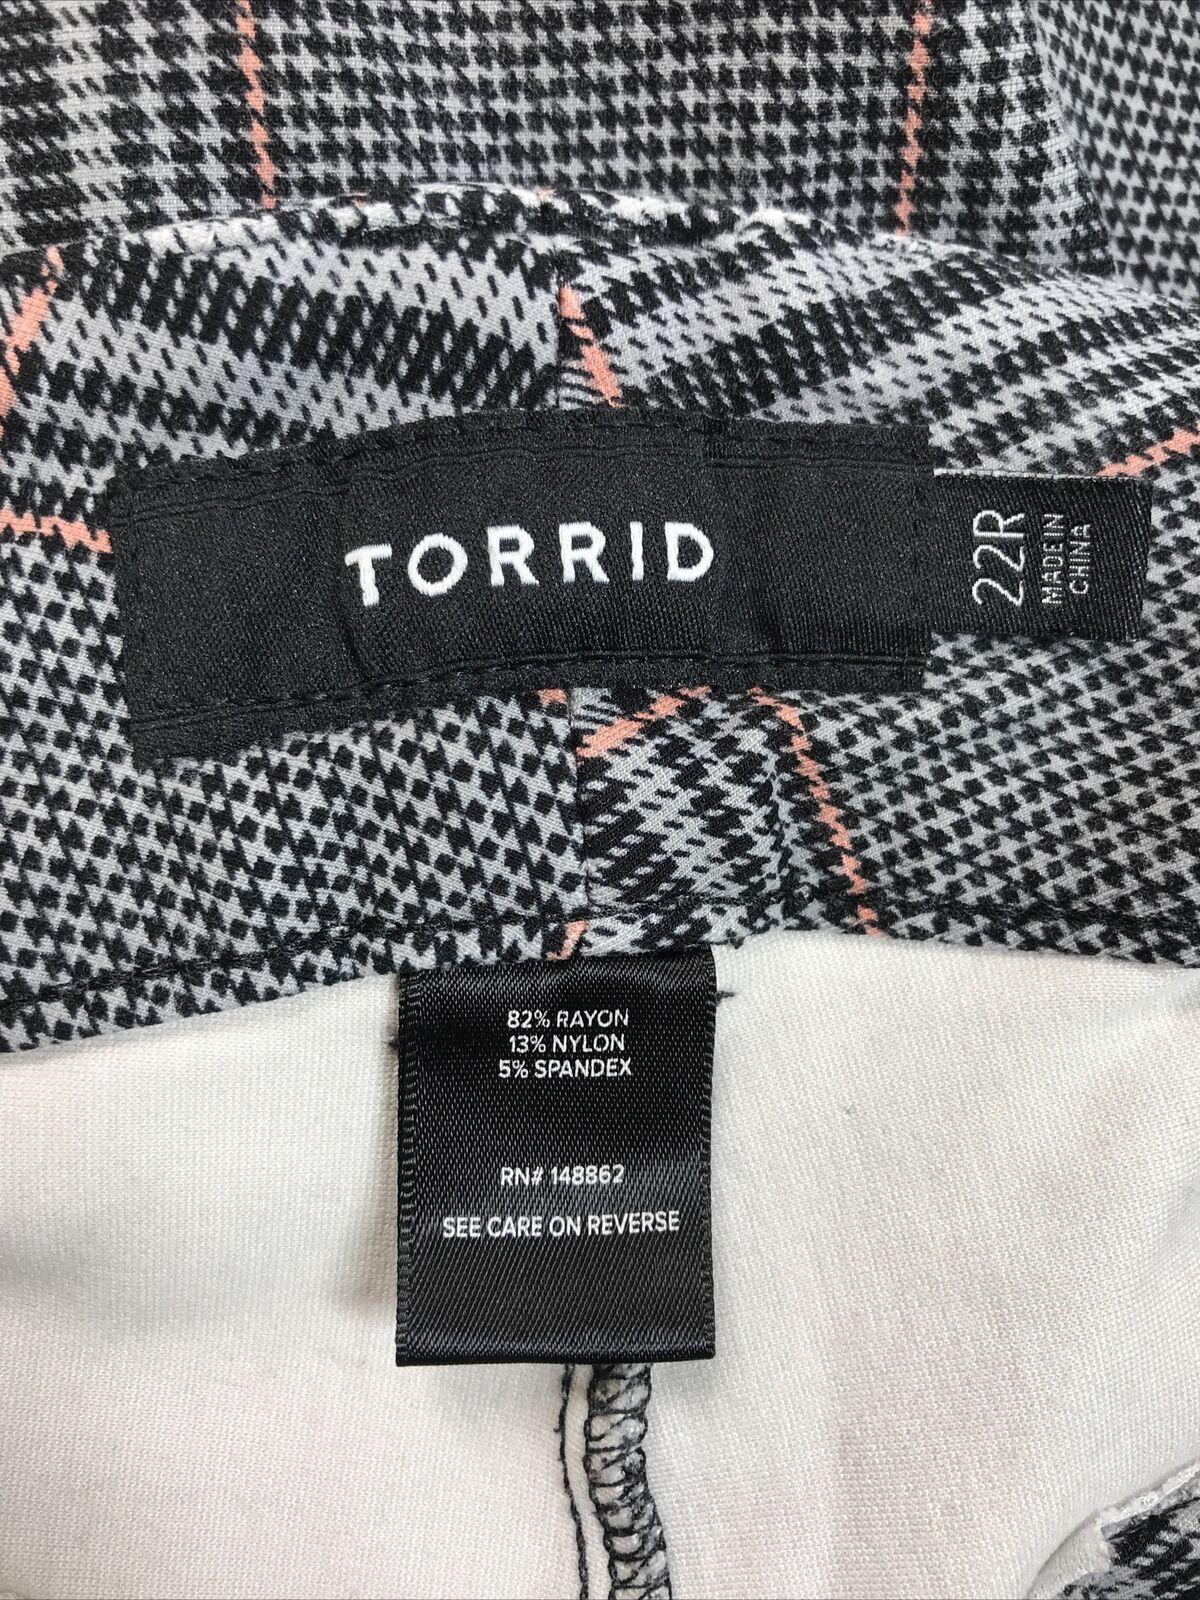 TORRID
22R
MADE IN
CHINA
82% RAYON
13% NYLON
5% SPANDEX
RN# 148862
SEE CARE ON REVERSE